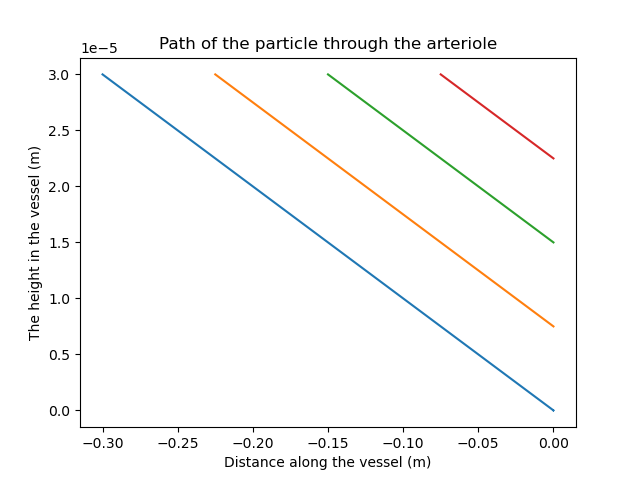 Path of the particle through the arteriole
1e−5
3.0
2.5
2.0
1.5
1.0
0.5
0.0
The height in the vessel (m)
−0.30 −0.25 −0.20 −0.15 −0.10 −0.05 0.00
Distance along the vessel (m)